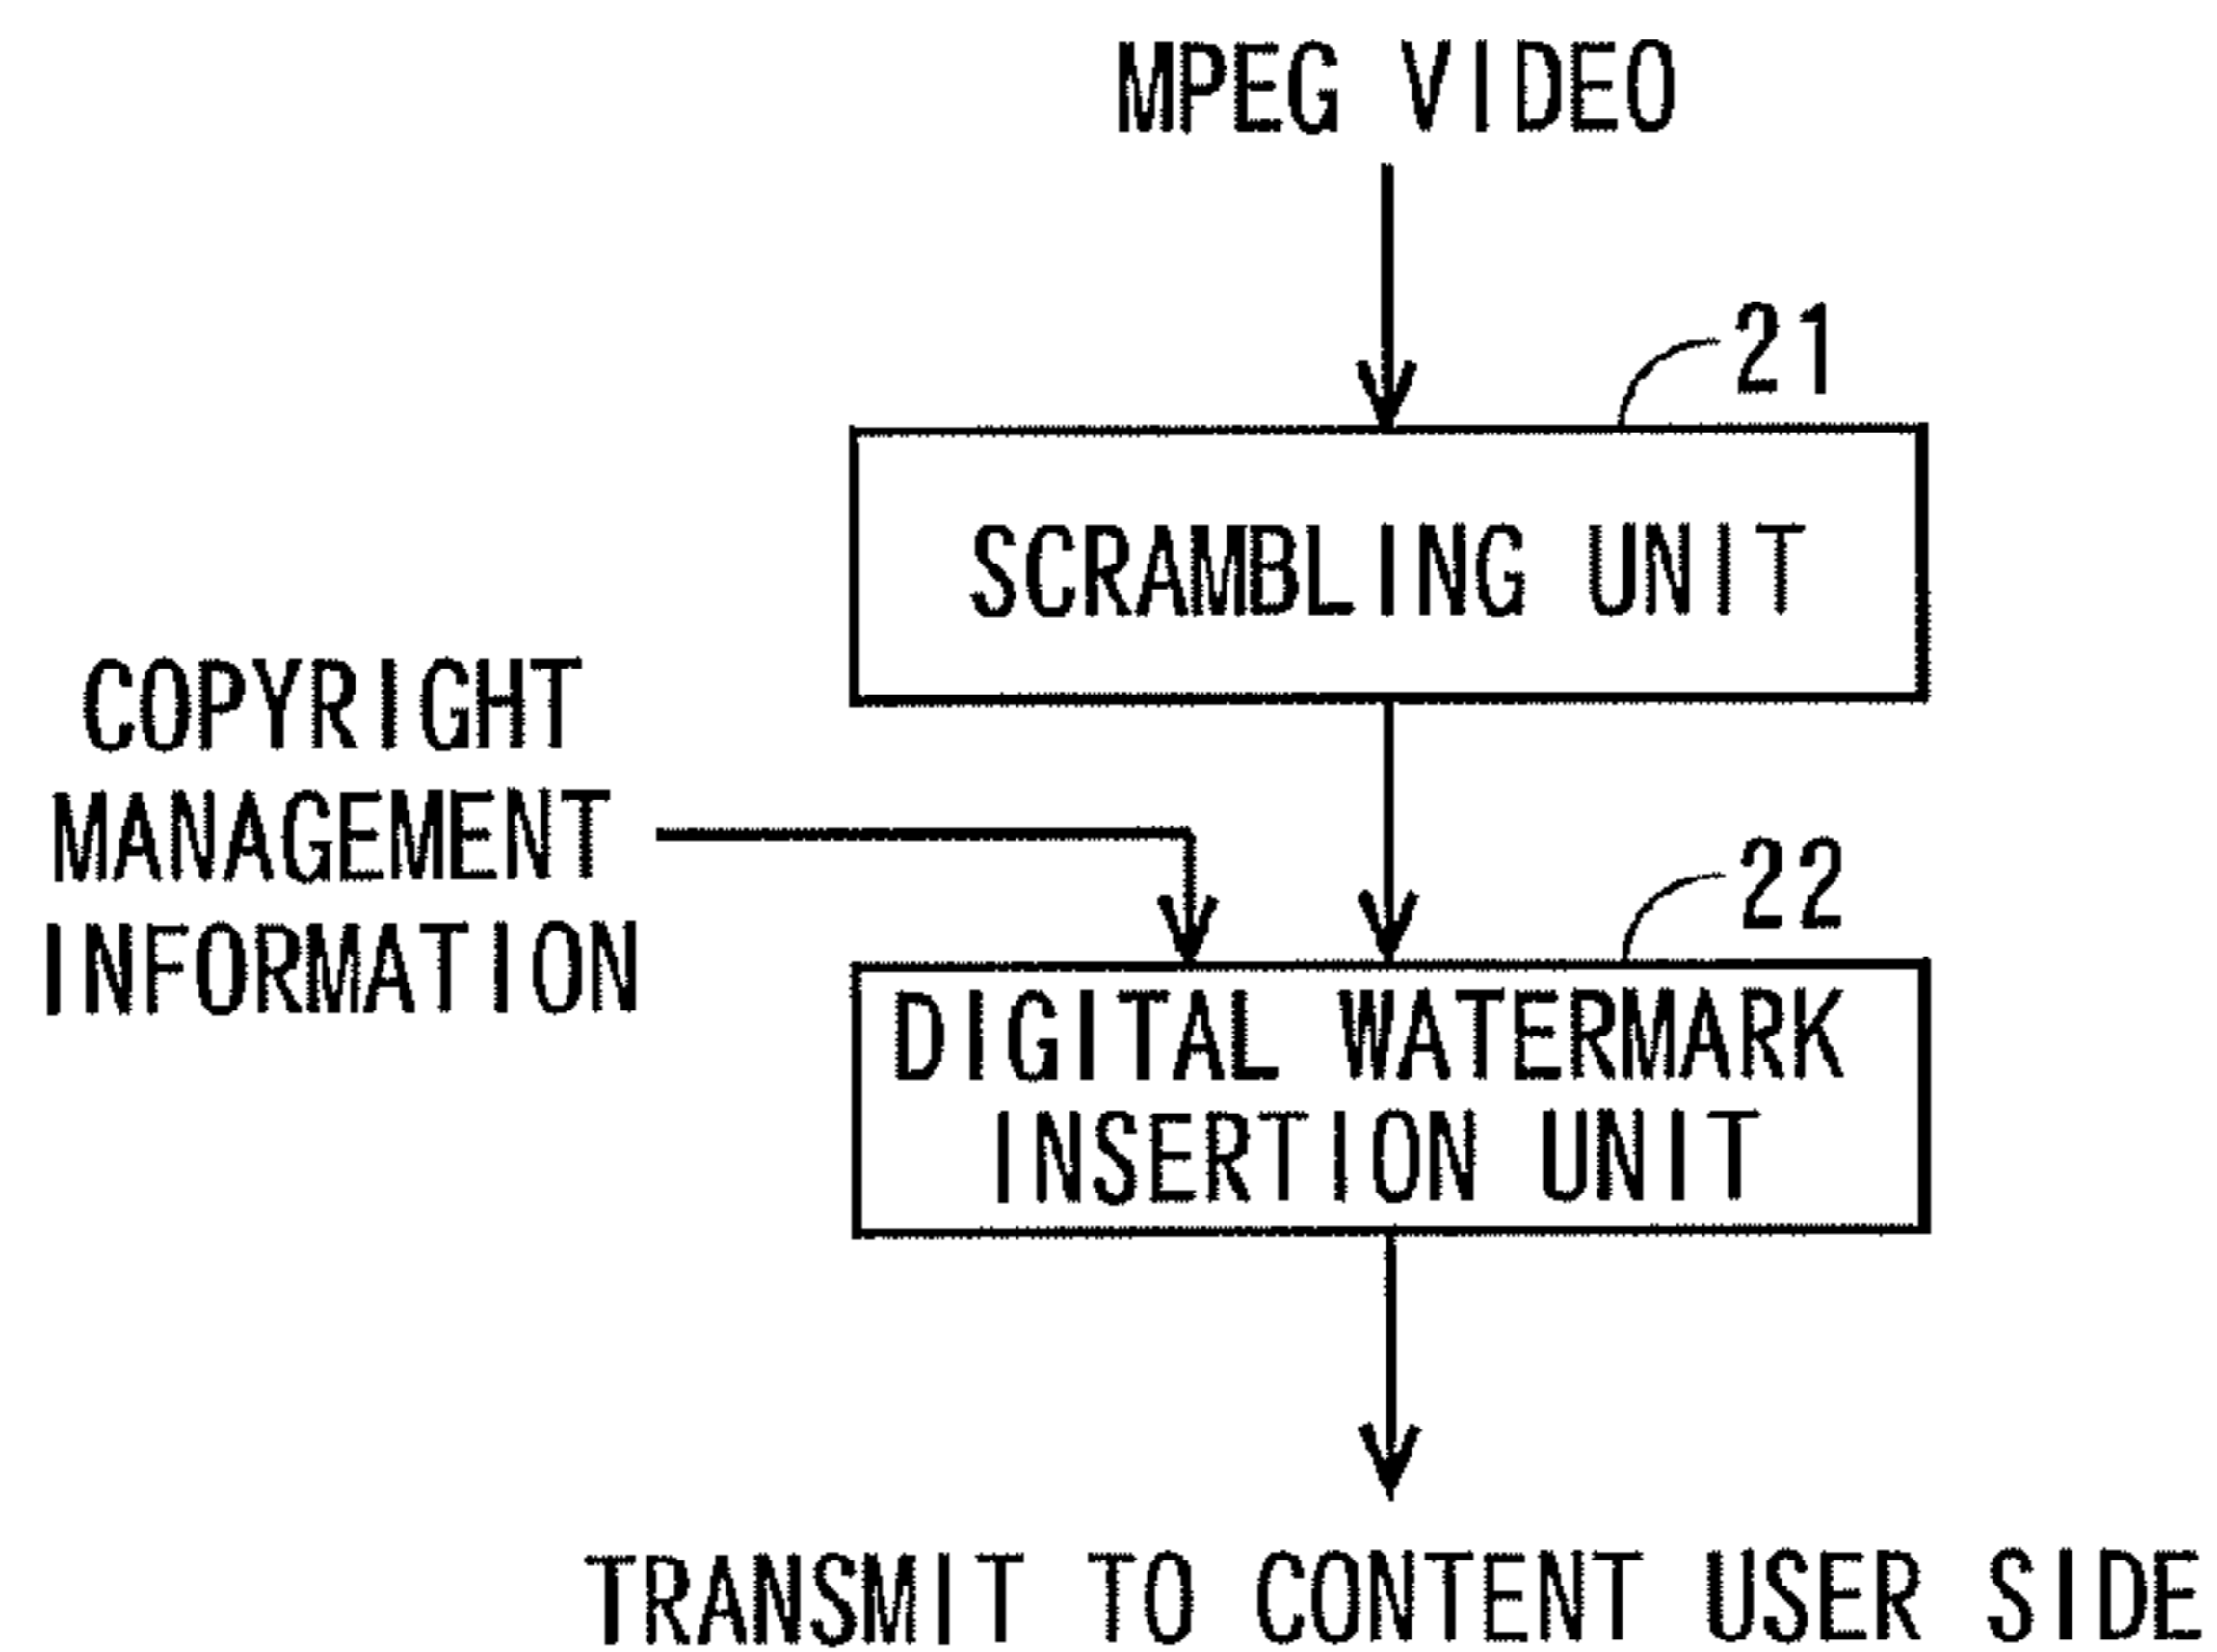 MPEG VIDEO
21
SCRAMBLING UNIT
COPYRIGHT
MANAGEMENT
INFORMATION
22
DIGITAL WATERMARK
INSERTION UNIT
TRANSMIT TO CONTENT USER SIDE